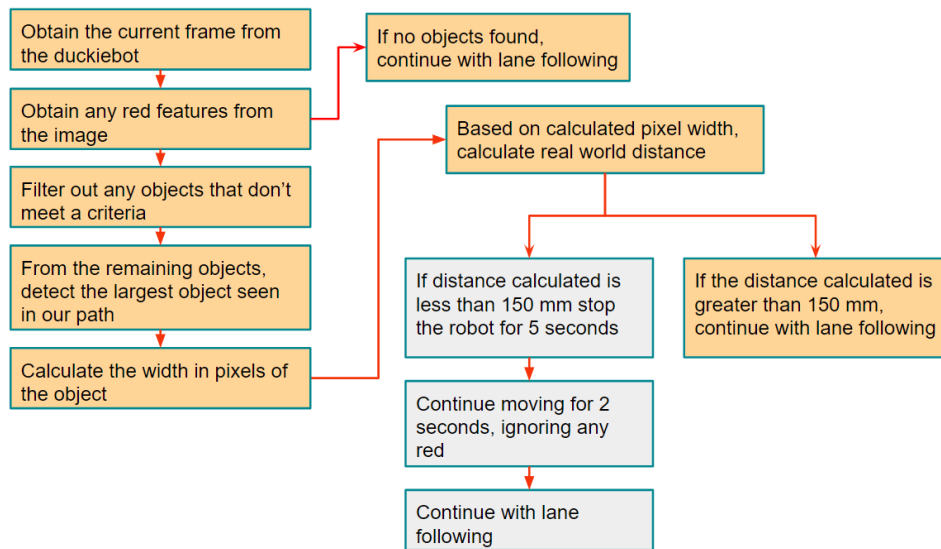 Obtain the current frame from
the duckiebot
Obtain any red features from
the image
If no objects found,
continue with lane following
Filter out any objects that don't
meet a criteria
From the remaining objects,
detect the largest object seen
in our path
Calculate the width in pixels of
the object
Based on calculated pixel width,
calculate real world distance
If distance calculated is
less than 150 mm stop
the robot for 5 seconds
Continue moving for 2
seconds, ignoring any
red
Continue with lane
following
If the distance calculated is
greater than 150 mm,
continue with lane following